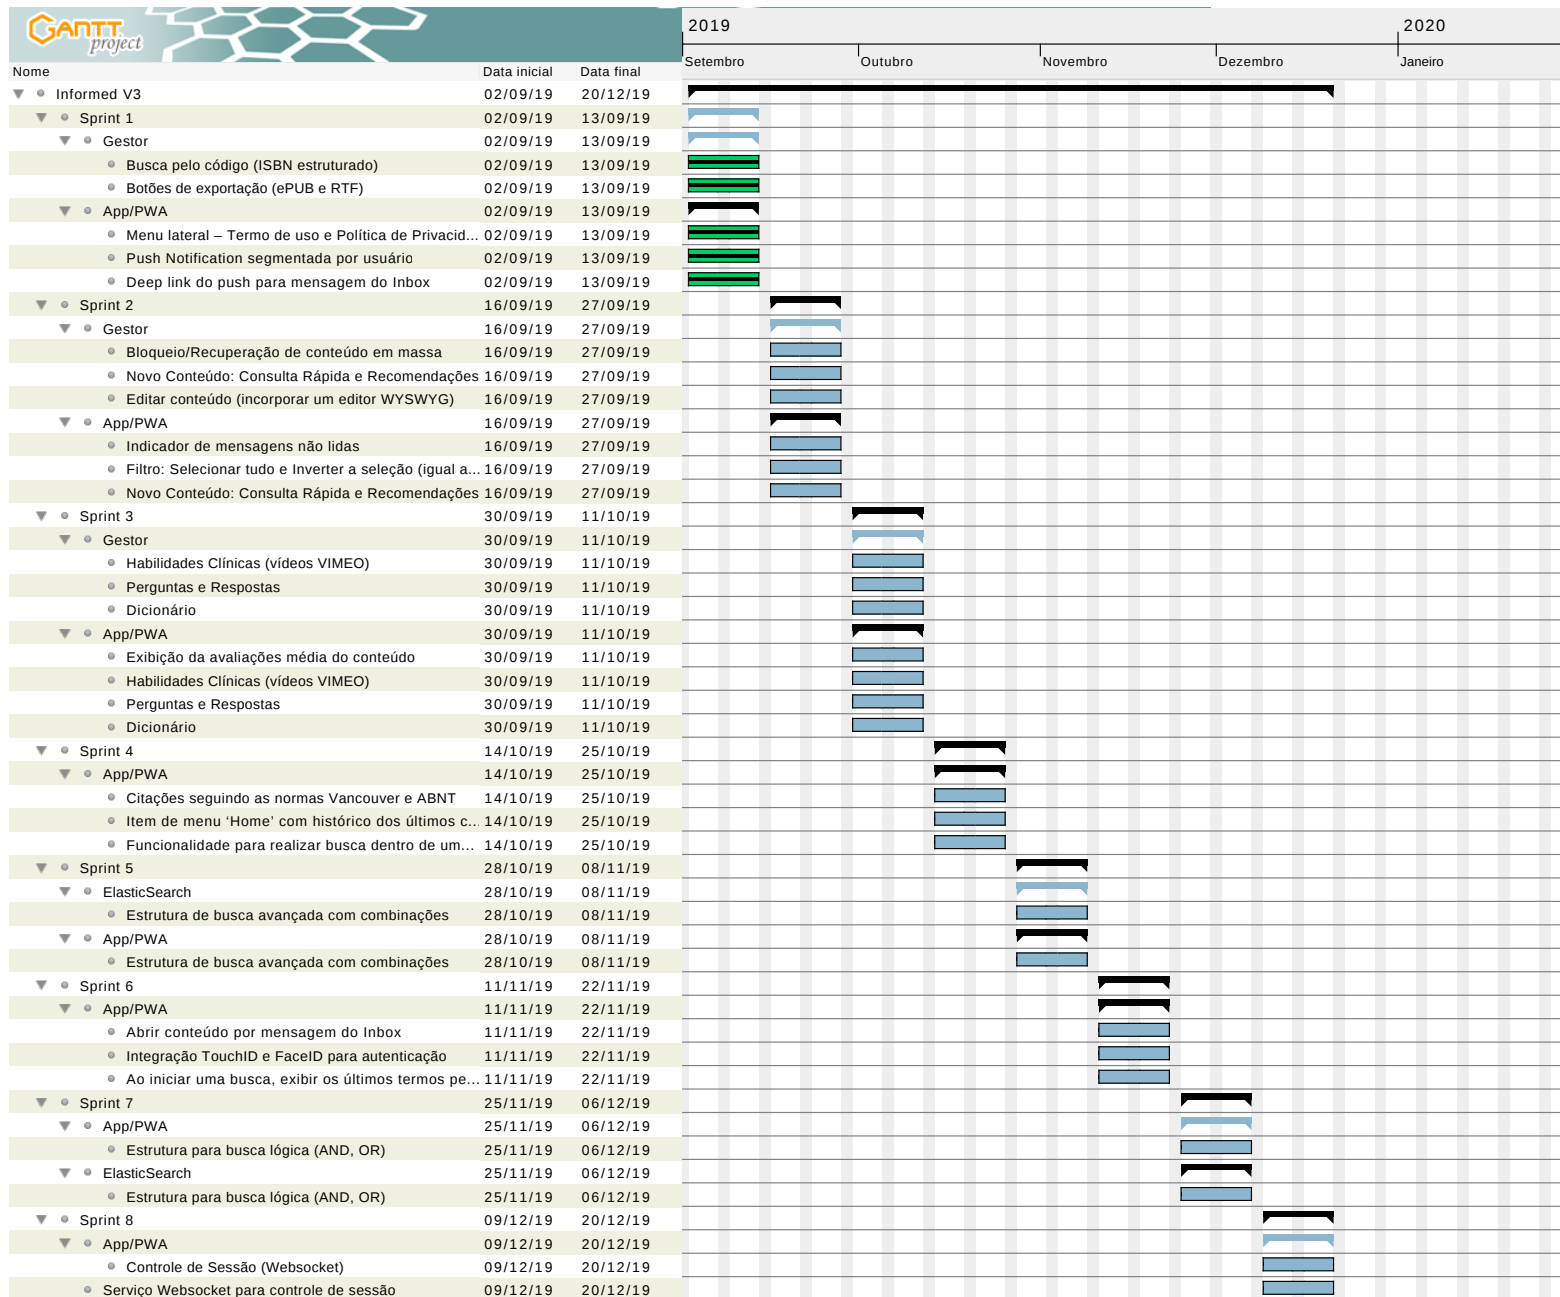 GANTT project
2019 2020
Setembro Outubro Novembro Dezembro Janeiro
Nome Data inicial Data final
Informed V3 02/09/19 20/12/19
Sprint 1 02/09/19 13/09/19
Gestor 02/09/19 13/09/19
Busca pelo código (ISBN estruturado) 02/09/19 13/09/19
Botões de exportação (ePUB e RTF) 02/09/19 13/09/19
App/PWA 02/09/19 13/09/19
Menu lateral – Termo de uso e Política de Privacid... 02/09/19 13/09/19
Push Notification segmentada por usuário 02/09/19 13/09/19
Deep link do push para mensagem do Inbox 02/09/19 13/09/19
Sprint 2 16/09/19 27/09/19
Gestor 16/09/19 27/09/19
Bloqueio/Recuperação de conteúdo em massa 16/09/19 27/09/19
Novo Conteúdo: Consulta Rápida e Recomendações 16/09/19 27/09/19
Editar conteúdo (incorporar um editor WYSWYG) 16/09/19 27/09/19
App/PWA 16/09/19 27/09/19
Indicador de mensagens não lidas 16/09/19 27/09/19
Filtro: Selecionar tudo e Inverter a seleção (igual a... 16/09/19 27/09/19
Novo Conteúdo: Consulta Rápida e Recomendações 16/09/19 27/09/19
Sprint 3 30/09/19 11/10/19
Gestor 30/09/19 11/10/19
Habilidades Clínicas (vídeos VIMEO) 30/09/19 11/10/19
Perguntas e Respostas 30/09/19 11/10/19
Dicionário 30/09/19 11/10/19
App/PWA 30/09/19 11/10/19
Exibição da avaliações média do conteúdo 30/09/19 11/10/19
Habilidades Clínicas (vídeos VIMEO) 30/09/19 11/10/19
Perguntas e Respostas 30/09/19 11/10/19
Dicionário 30/09/19 11/10/19
Sprint 4 14/10/19 25/10/19
App/PWA 14/10/19 25/10/19
Citações seguindo as normas Vancouver e ABNT 14/10/19 25/10/19
Item de menu ‘Home’ com histórico dos últimos c... 14/10/19 25/10/19
Funcionalidade para realizar busca dentro de um... 14/10/19 25/10/19
Sprint 5 28/10/19 08/11/19
ElasticSearch 28/10/19 08/11/19
Estrutura de busca avançada com combinações 28/10/19 08/11/19
App/PWA 28/10/19 08/11/19
Estrutura de busca avançada com combinações 28/10/19 08/11/19
Sprint 6 11/11/19 22/11/19
App/PWA 11/11/19 22/11/19
Abrir conteúdo por mensagem do Inbox 11/11/19 22/11/19
Integração TouchID e FaceID para autenticação 11/11/19 22/11/19
Ao iniciar uma busca, exibir os últimos termos pe... 11/11/19 22/11/19
Sprint 7 25/11/19 06/12/19
App/PWA 25/11/19 06/12/19
Estrutura para busca lógica (AND, OR) 25/11/19 06/12/19
ElasticSearch 25/11/19 06/12/19
Estrutura para busca lógica (AND, OR) 25/11/19 06/12/19
Sprint 8 09/12/19 20/12/19
App/PWA 09/12/19 20/12/19
Controle de Sessão (Websocket) 09/12/19 20/12/19
Serviço Websocket para controle de sessão 09/12/19 20/12/19